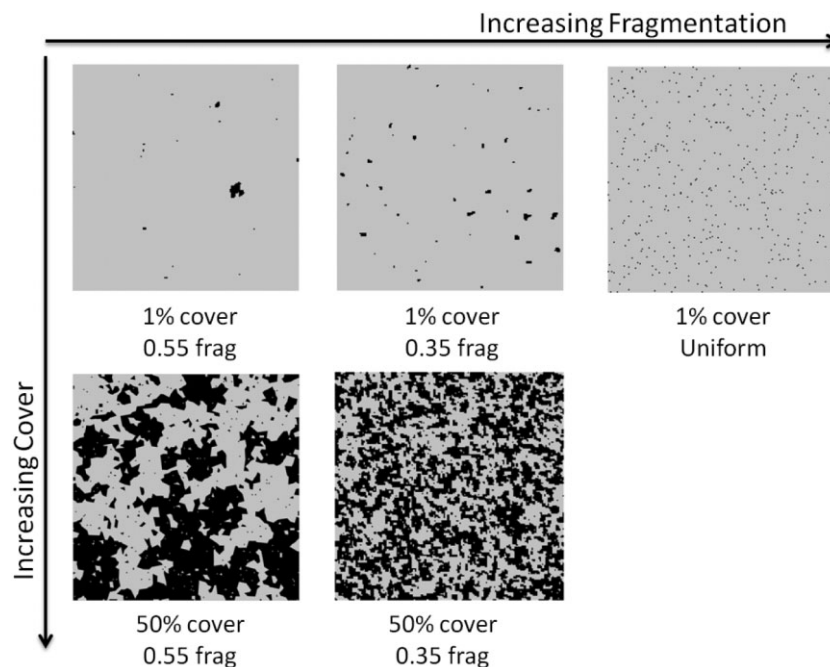 Increasing Fragmentation
Increasing Cover
1% cover
0.55 frag
1% cover
0.35 frag
1% cover
Uniform
50% cover
0.55 frag
50% cover
0.35 frag